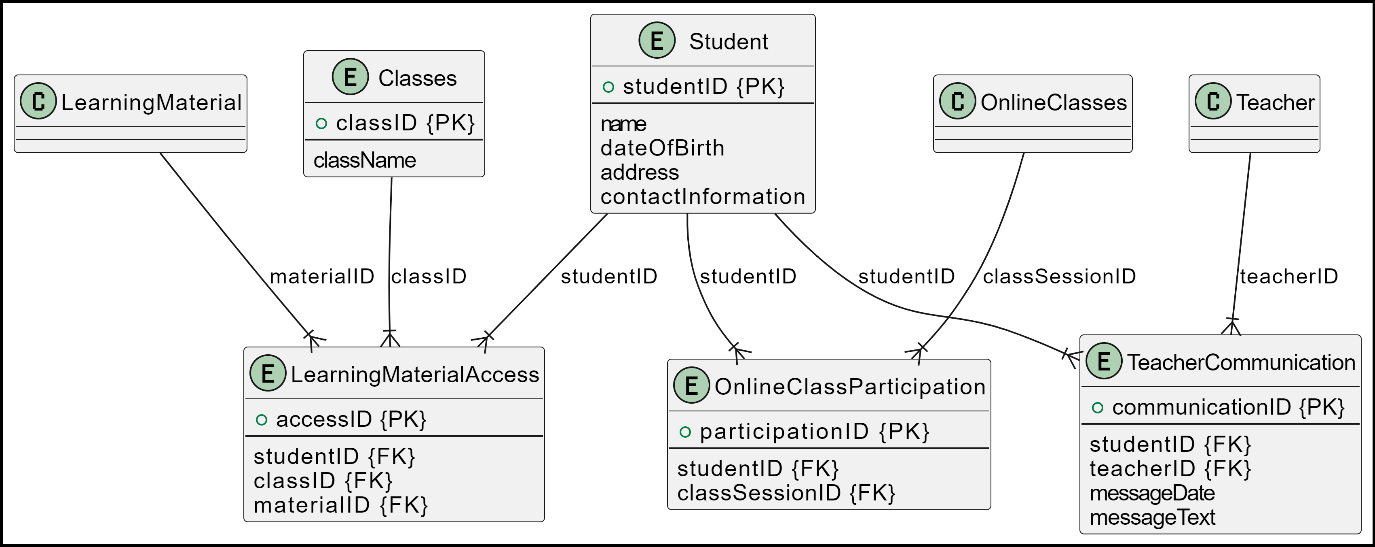 C LearningMaterial
E Classes
classID {PK}
className
E Student
studentID {PK}
name
dateOfBirth
address
contactInformation
C OnlineClasses
C Teacher
materialID
classID
studentID
studentID
studentID
classSessionID
teacherID
E LearningMaterialAccess
accessID {PK}
studentID {FK}
classID {FK}
materialID {FK}
E OnlineClassParticipation
participationID {PK}
studentID {FK}
classSessionID {FK}
E TeacherCommunication
communicationID {PK}
studentID {FK}
teacherID {FK}
messageDate
messageText